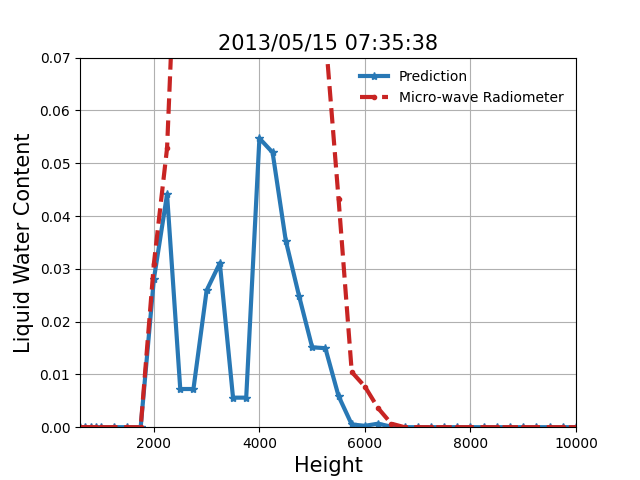 2013/05/15 07:35:38
Prediction
Micro-wave Radiometer
Liquid Water Content
0.07
0.06
0.05
0.04
0.03
0.02
0.01
0.00
2000 4000 6000 8000 10000
Height